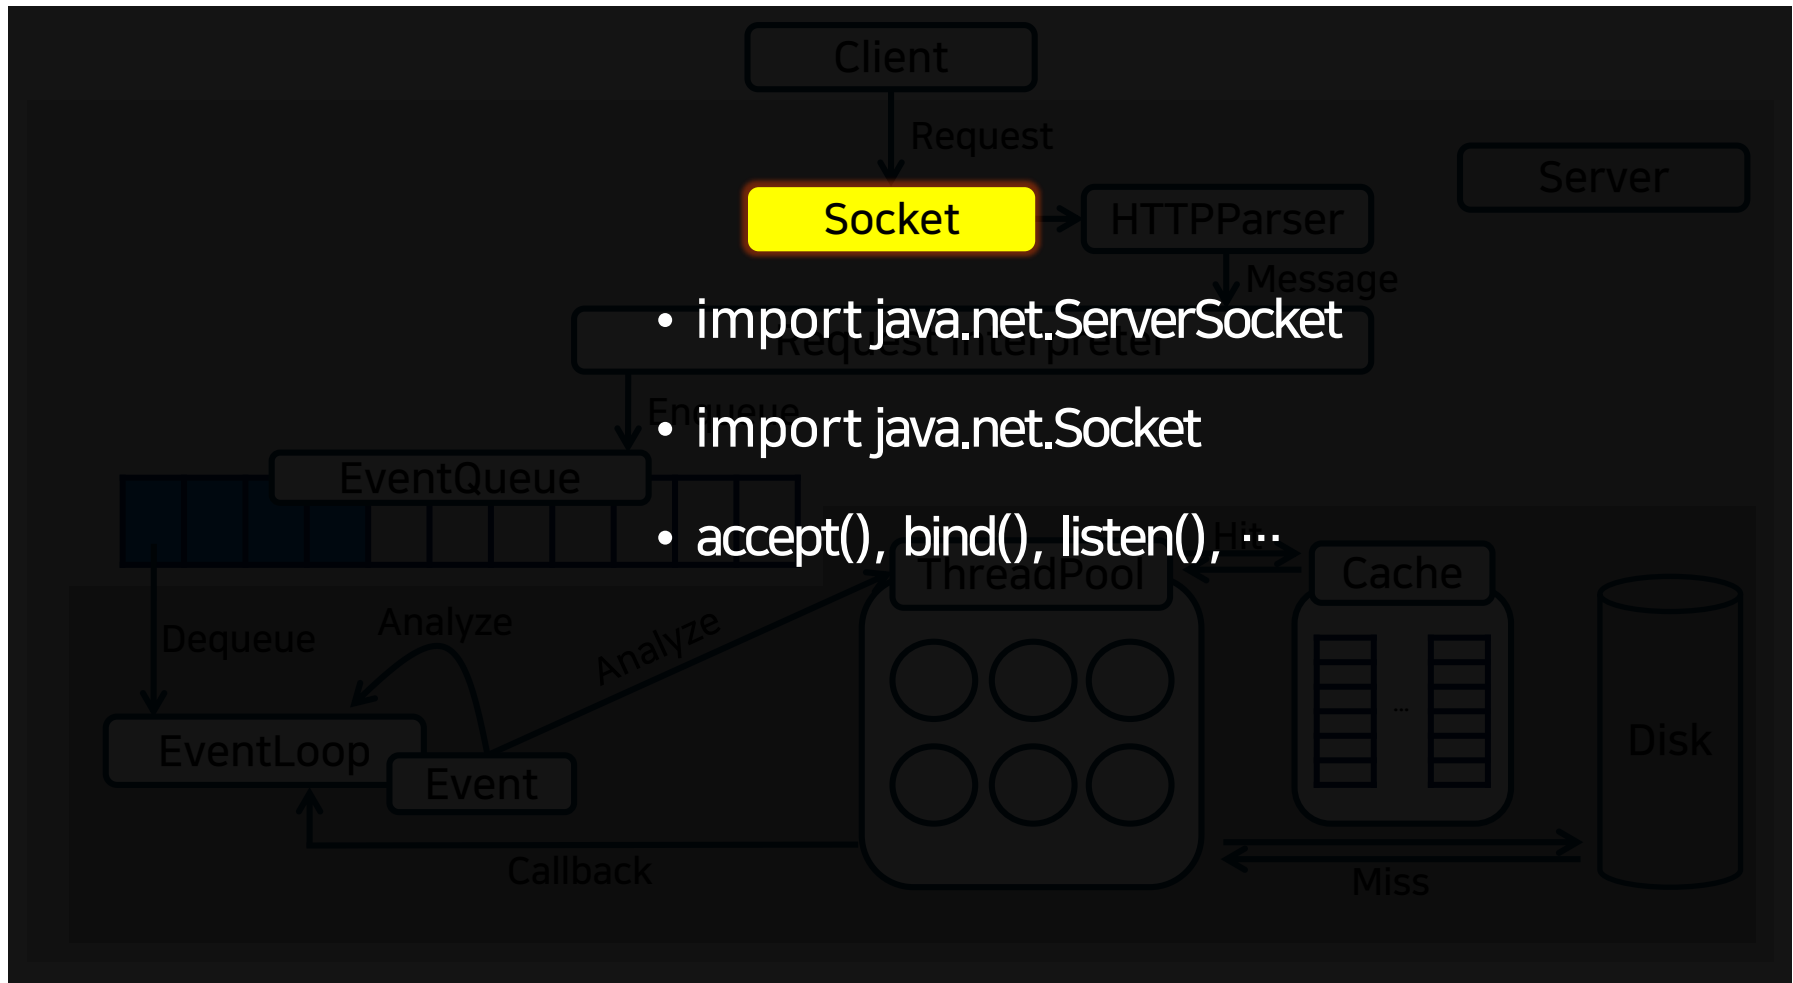 Client
Request
Server
Socket
HTTPParser
Message
• import java.net.ServerSocket
Request Interpreter
Enqueue
• import java.net.Socket
EventQueue
• accept(), bind(), listen(), ⋯
Hit
ThreadPool
Cache
Analyze
Dequeue
Analyze
...
EventLoop
Event
Disk
Callback
Miss